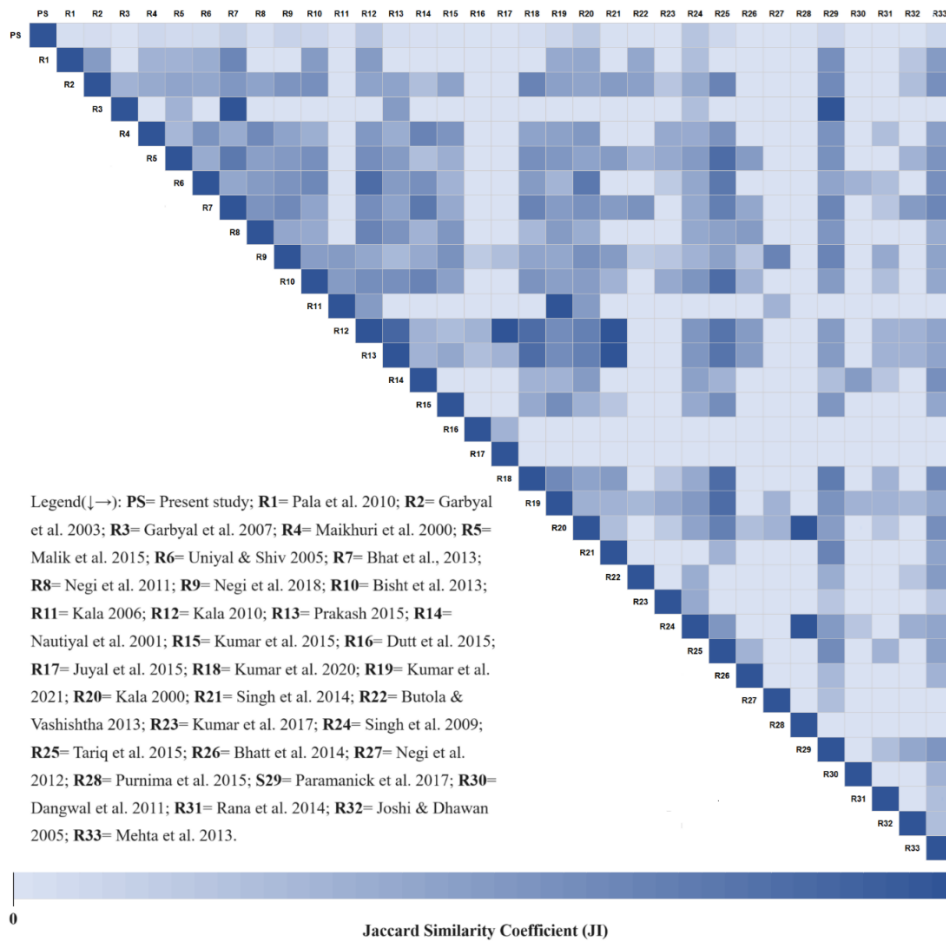 PS R1 R2 R3 R4 R5 R6 R7 R8 R9 R10 R11 R12 R13 R14 R15 R16 R17 R18 R19 R20 R21 R22 R23 R24 R25 R26 R27 R28 R29 R30 R31 R32 R33
PS
R1
R2
R3
R4
R5
R6
R7
R8
R9
R10
R11
R12
R13
R14
R15
R16
R17
R18
R19
R20
R21
R22
R23
R24
R25
R26
R27
R28
R29
R30
R31
R32
R33
Legend(↓→): PS= Present study; R1= Pala et al. 2010; R2= Garbyal
et al. 2003; R3= Garbyal et al. 2007; R4= Maikhuri et al. 2000; R5=
Malik et al. 2015; R6= Uniyal & Shiv 2005; R7= Bhat et al., 2013;
R8= Negi et al. 2011; R9= Negi et al. 2018; R10= Bisht et al. 2013;
R11= Kala 2006; R12= Kala 2010; R13= Prakash 2015; R14=
Nautiyal et al. 2001; R15= Kumar et al. 2015; R16= Dutt et al. 2015;
R17= Juyal et al. 2015; R18= Kumar et al. 2020; R19= Kumar et al.
2021; R20= Kala 2000; R21= Singh et al. 2014; R22= Butola &
Vashishtha 2013; R23= Kumar et al. 2017; R24= Singh et al. 2009;
R25= Tariq et al. 2015; R26= Bhatt et al. 2014; R27= Negi et al.
2012; R28= Purnima et al. 2015; S29= Paramanick et al. 2017; R30=
Dangwal et al. 2011; R31= Rana et al. 2014; R32= Joshi & Dhawan
2005; R33= Mehta et al. 2013.
0
Jaccard Similarity Coefficient (JI)